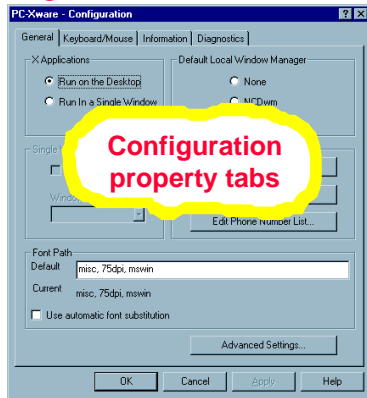 PC-Xware - Configuration
General Keyboard/Mouse Information Diagnostics
X Applications
Default Local Window Manager
Run on the Desktop
None
Run In a Single Window
NCDwm
Single
Configuration
property tabs
Window
Edit Phone Number List...
Font Path
Default misc, 75dpi, mswin
Current misc, 75dpi, mswin
Use automatic font substitution
Advanced Settings...
OK Cancel Apply Help